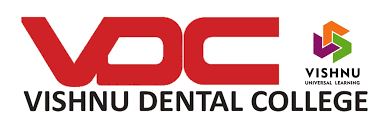 VDC
VISHNU
UNIVERSAL LEARNING
VISHNU DENTAL COLLEGE